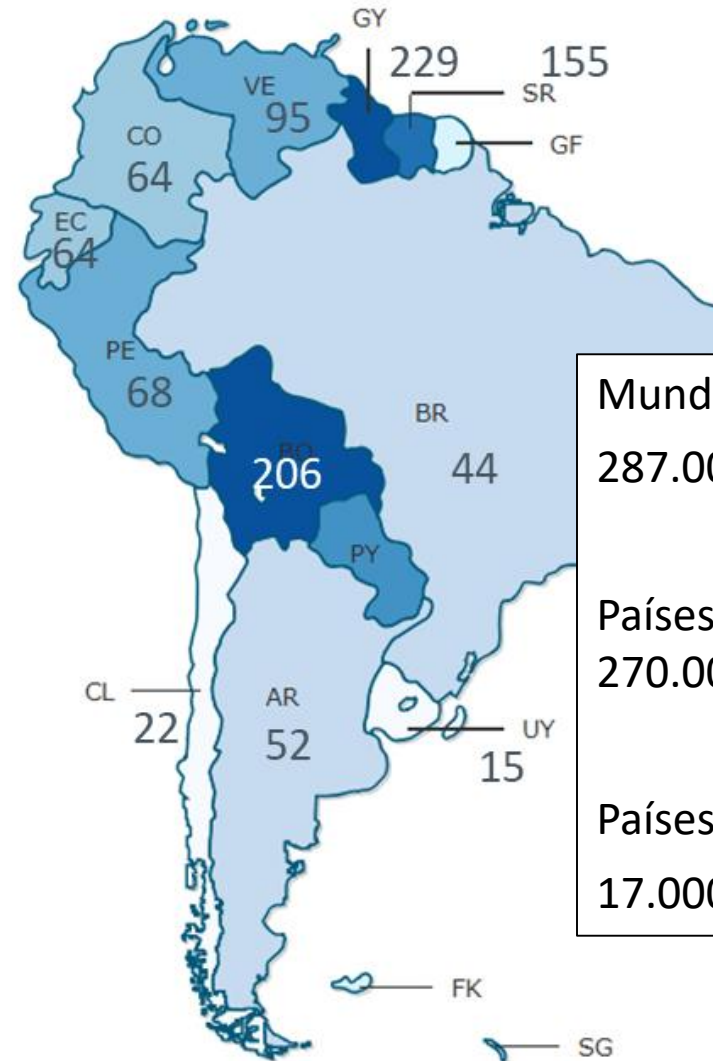 GY
229 155
VE
SR
95
CO
GF
64
EC
64
PE
68
BR
BO
206
44
PY
CL
AR
22
52
UY
15
FK
SG
Mund
287.00
Países
270.00
Países
17.000